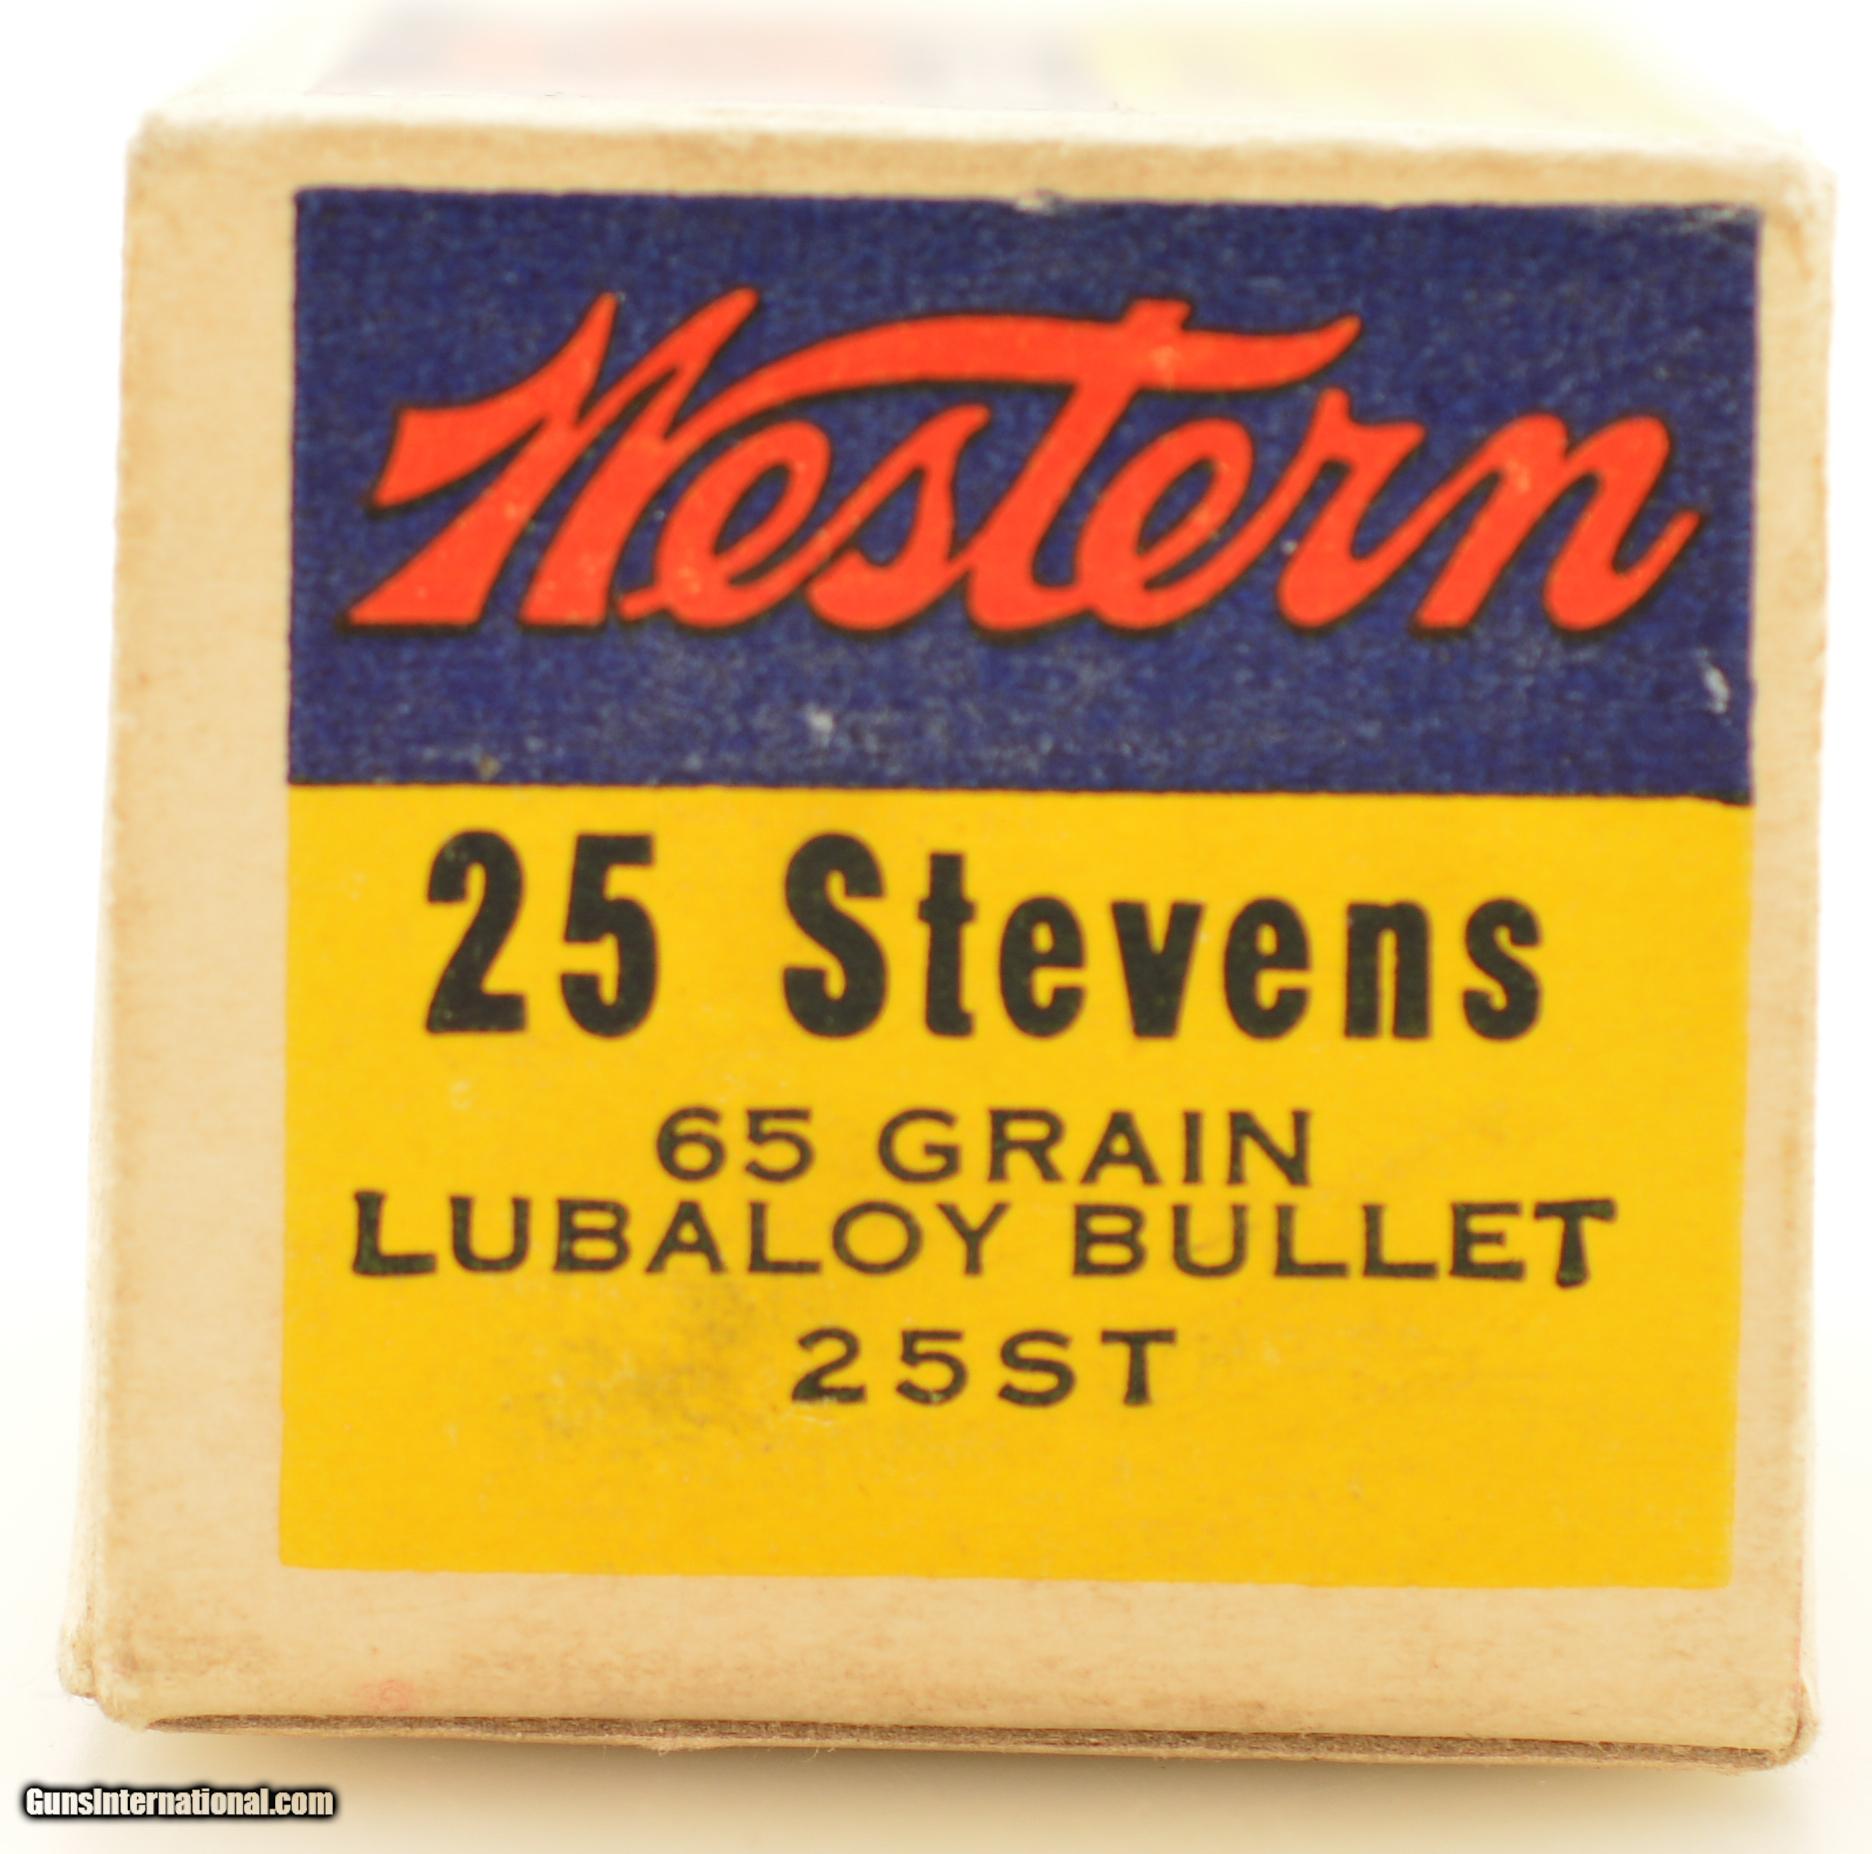 Western
25 Stevens
65 GRAIN
LUBALOY BULLET
25ST
GunsInternational.com